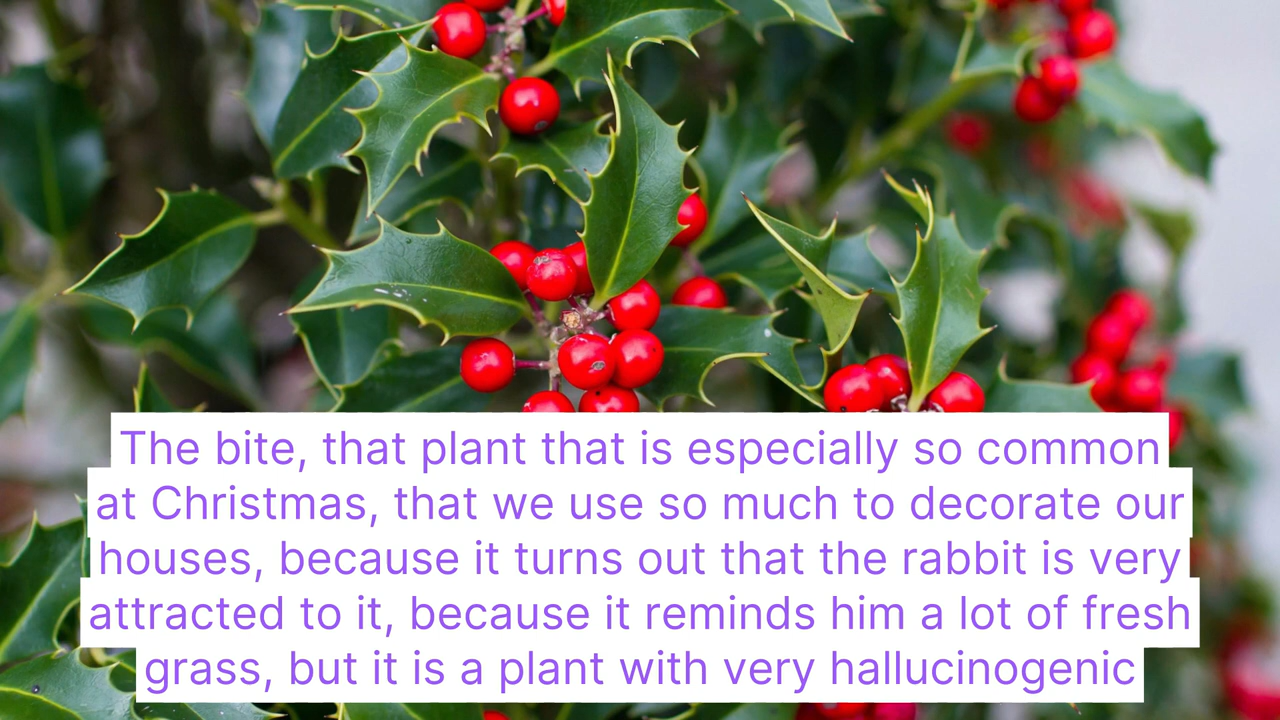 The bite, that plant that is especially so common
at Christmas, that we use so much to decorate our
houses, because it turns out that the rabbit is very
attracted to it, because it reminds him a lot of fresh
grass, but it is a plant with very hallucinogenic